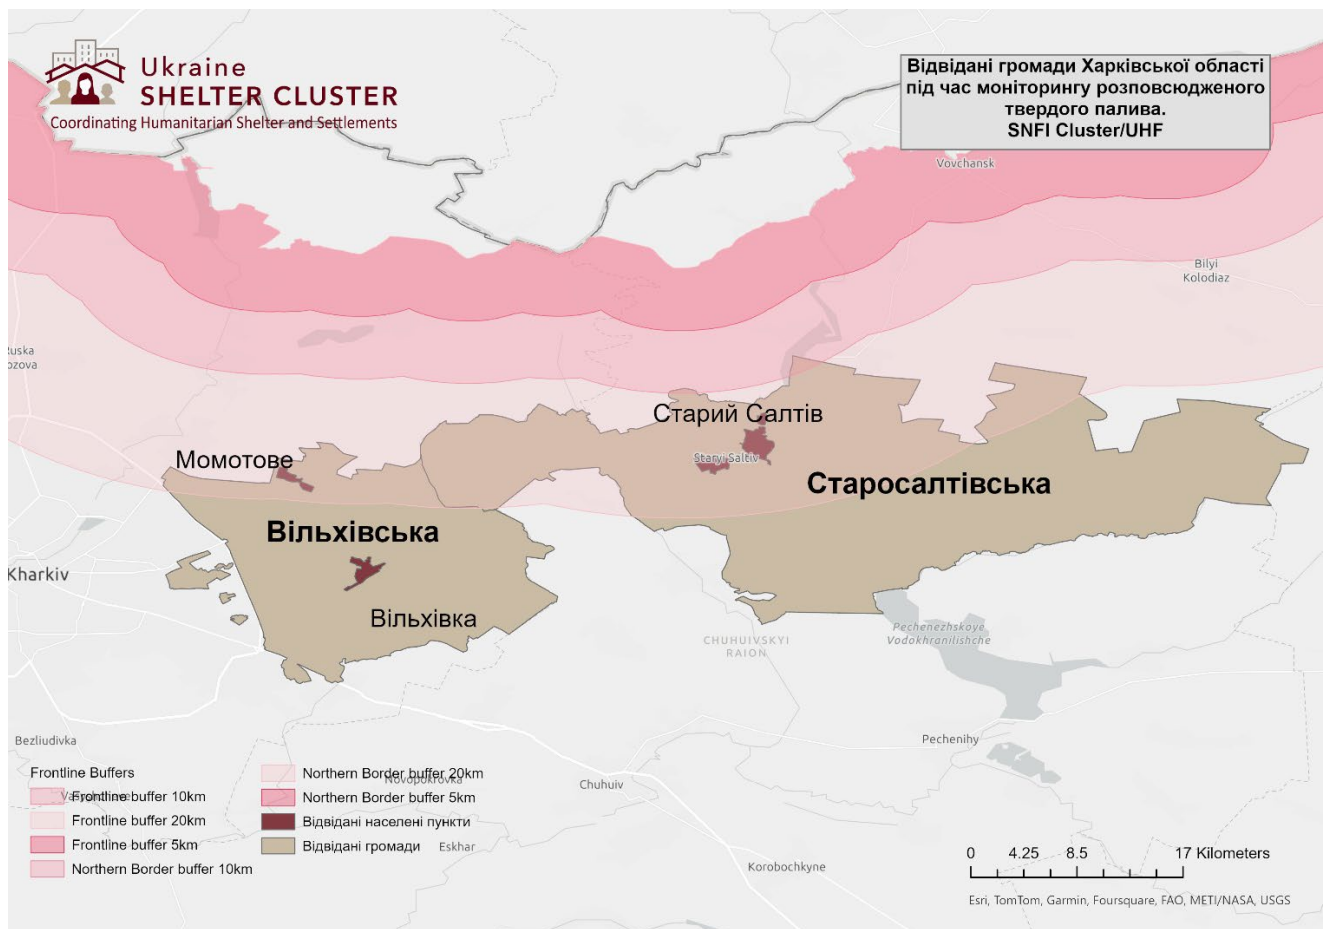 Ukraine
SHELTER CLUSTER
Coordinating Humanitarian Shelter and Settlements
Відвідані громади Харківської області
під час моніторингу розповсюдженого
твердого палива.
SNFI Cluster/UHF
Vovchansk
Bilyi
Kolodiaz
Ruska
Старий Салтів
Staryi Saltiv
Момотове
Старосалтівська
Вільхівська
Kharkiv
Вільхівка
CHUHUIVSKYI
RAION
Pechenezhskoye
Vodokhranilishche
Bezliudivka
Pechenihy
Chuhuiv
Novopokrovka
Eskhar
Korobochkyne
Frontline Buffers
Frontline buffer 10km
Frontline buffer 20km
Frontline buffer 5km
Northern Border buffer 10km
Northern Border buffer 20km
Northern Border buffer 5km
Відвідані населені пункти
Відвідані громади
0 4.25 8.5 17 Kilometers
Esri, TomTom, Garmin, Foursquare, FAO, METI/NASA, USGS